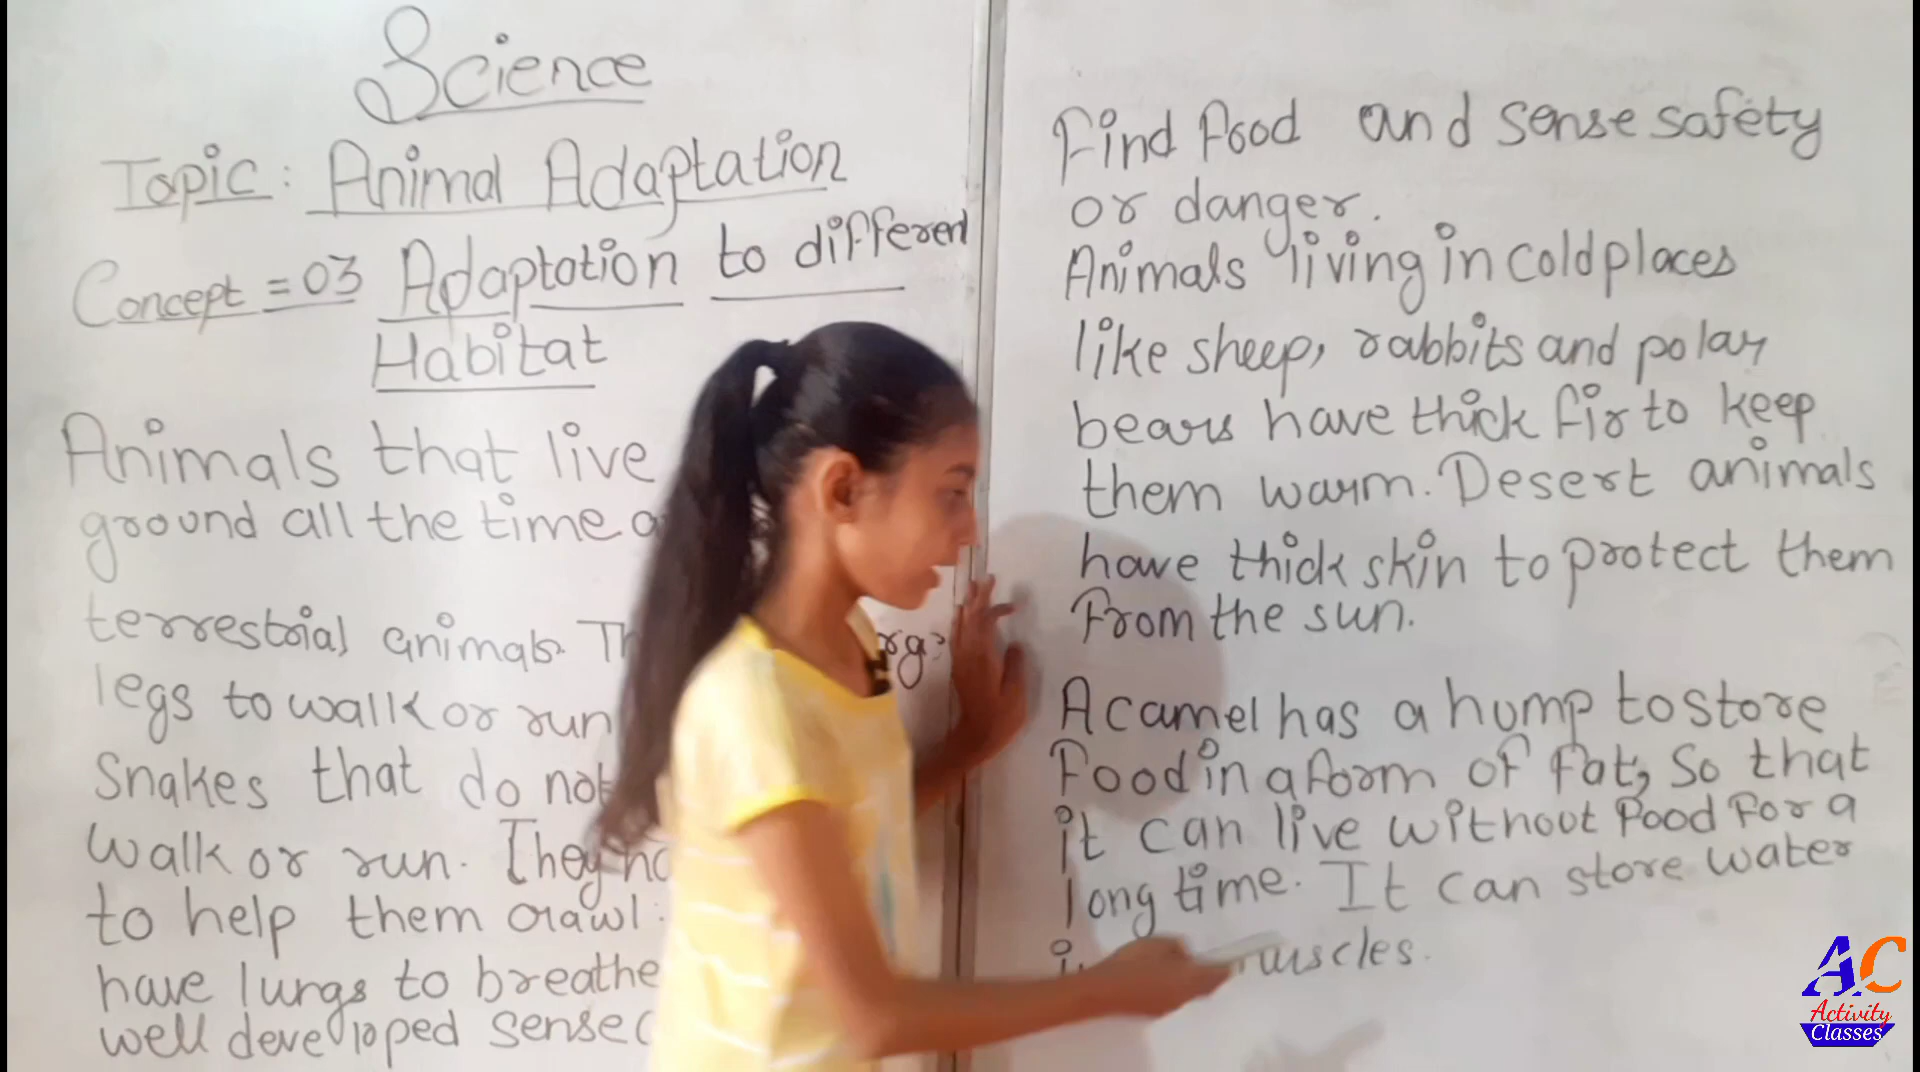 Science
Topic: Animal Adaptation
Concept = 03 Adaptation to different
Habitat
Animals that live
ground all the time
terrestrial animals.
legs to walk or run
Snakes that do not
walk or run. They
to help them crawl.
have lungs to breathe
well developed sense
Find food and sense safety
or danger.
Animals living in cold places
like sheep, rabbits and polar
bears have thick fir to keep
them warm. Desert animals
have thick skin to protect them
from the sun.
A camel has a hump to store
Food in a form of fat, so that
it can live without food for a
long time. It can store water
muscles.
AC
Activity
Classes